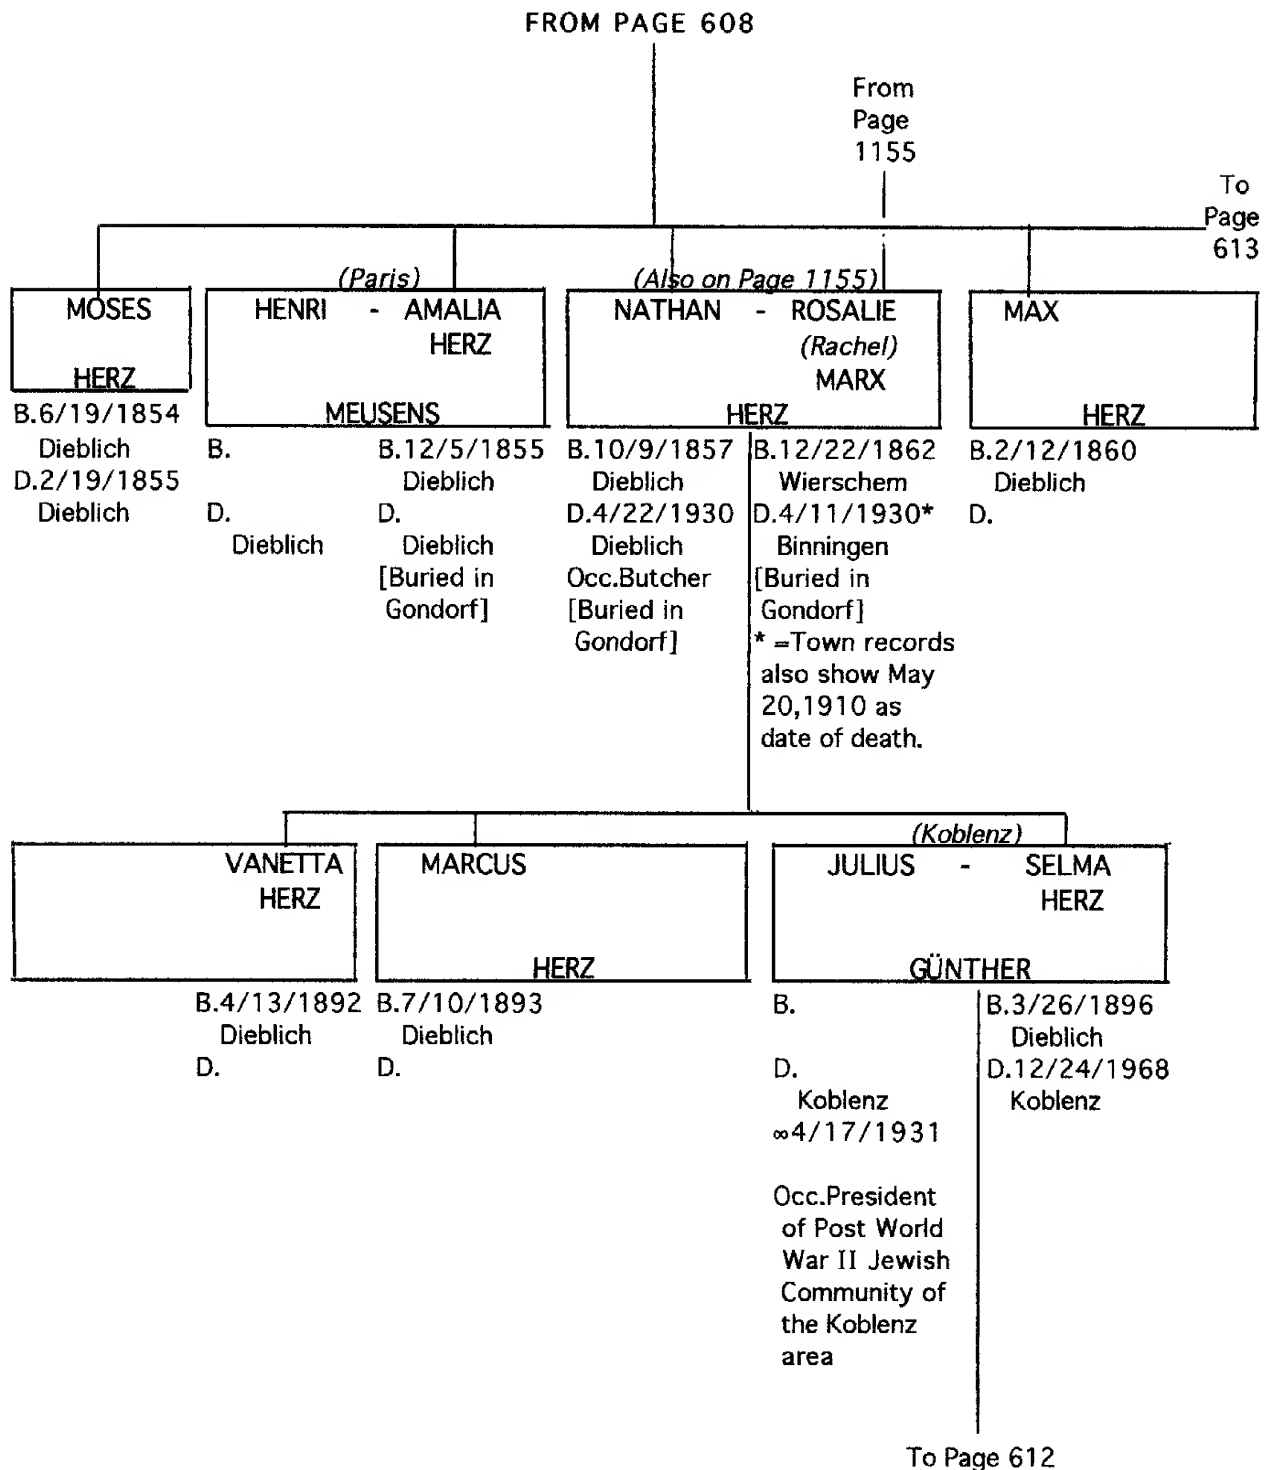 FROM PAGE 608
From
Page
1155
To
Page
613
MOSES
HERZ
B.6/19/1854
Dieblich
D.2/19/1855
Dieblich
(Paris)
HENRI - AMALIA
HERZ
MEUSENS
B.
D.
Dieblich
B.12/5/1855
Dieblich
D.
Dieblich
[Buried in
Gondorf]
(Also on Page 1155)
NATHAN - ROSALIE
(Rachel)
MARX
HERZ
B.10/9/1857
Dieblich
D.4/22/1930
Dieblich
Occ.Butcher
[Buried in
Gondorf]
B.12/22/1862
Wierschem
D.4/11/1930*
Binningen
[Buried in
Gondorf]
* =Town records
also show May
20,1910 as
date of death.
MAX
HERZ
B.2/12/1860
Dieblich
D.
VANETTA
HERZ
B.4/13/1892
Dieblich
D.
MARCUS
HERZ
B.7/10/1893
Dieblich
D.
(Koblenz)
JULIUS - SELMA
HERZ
GÜNTHER
B.
D.
Koblenz
∞4/17/1931
Occ.President
of Post World
War II Jewish
Community of
the Koblenz
area
B.3/26/1896
Dieblich
D.12/24/1968
Koblenz
To Page 612